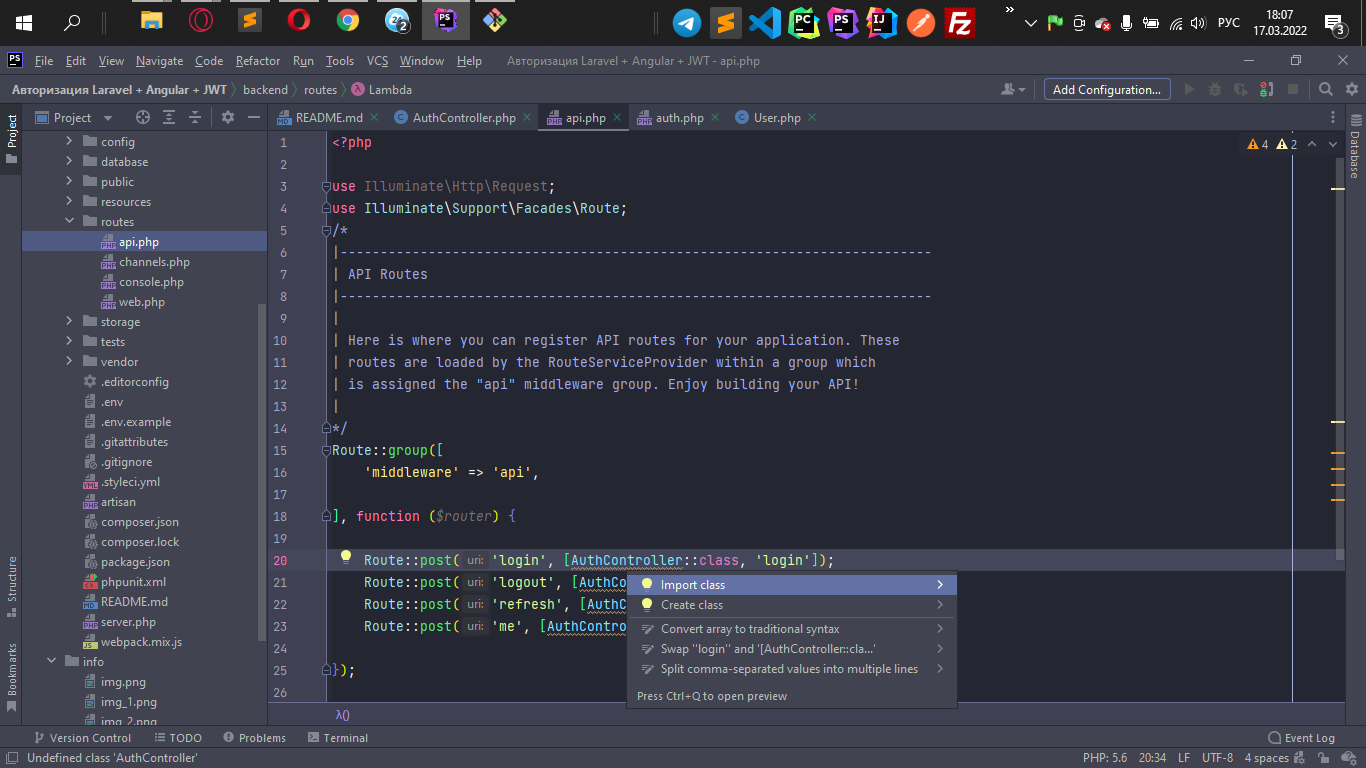 2
PS
PC
PS
IJ
Fz
»
РУС
18:07
17.03.2022
3
PS
File Edit View Navigate Code Refactor Run Tools VCS Window Help Авторизация Laravel + Angular + JWT - api.php
Авторизация Laravel + Angular + JWT backend routes λ Lambda
Add Configuration...
Project
README.md AuthController.php api.php auth.php User.php
Project
Structure
Bookmarks
Database
config
database
public
resources
routes
api.php
channels.php
console.php
web.php
storage
tests
vendor
.editorconfig
.env
.env.example
.gitattributes
.gitignore
.styleci.yml
artisan
composer.json
composer.lock
package.json
phpunit.xml
README.md
server.php
webpack.mix.js
info
img.png
img_1.png
img_2.png
4 2
1 <?php
2
3 use Illuminate\Http\Request;
4 use Illuminate\Support\Facades\Route;
5 /*
6 |--------------------------------------------------------------------------
7 | API Routes
8 |--------------------------------------------------------------------------
9 |
10 | Here is where you can register API routes for your application. These
11 | routes are loaded by the RouteServiceProvider within a group which
12 | is assigned the "api" middleware group. Enjoy building your API!
13 |
14 */
15 Route::group([
16 'middleware' => 'api',
17
18 ], function ($router) {
19
20 Route::post( uri: 'login', [AuthController::class, 'login']);
21 Route::post( uri: 'logout', [AuthCo
22 Route::post( uri: 'refresh', [AuthC
23 Route::post( uri: 'me', [AuthContro
24
25 });
26
Import class
Create class
Convert array to traditional syntax
Swap ''login'' and '[AuthController::cla...'
Split comma-separated values into multiple lines
Press Ctrl+Q to open preview
λ()
Version Control TODO Problems Terminal Event Log
Undefined class 'AuthController' PHP: 5.6 20:34 LF UTF-8 4 spaces